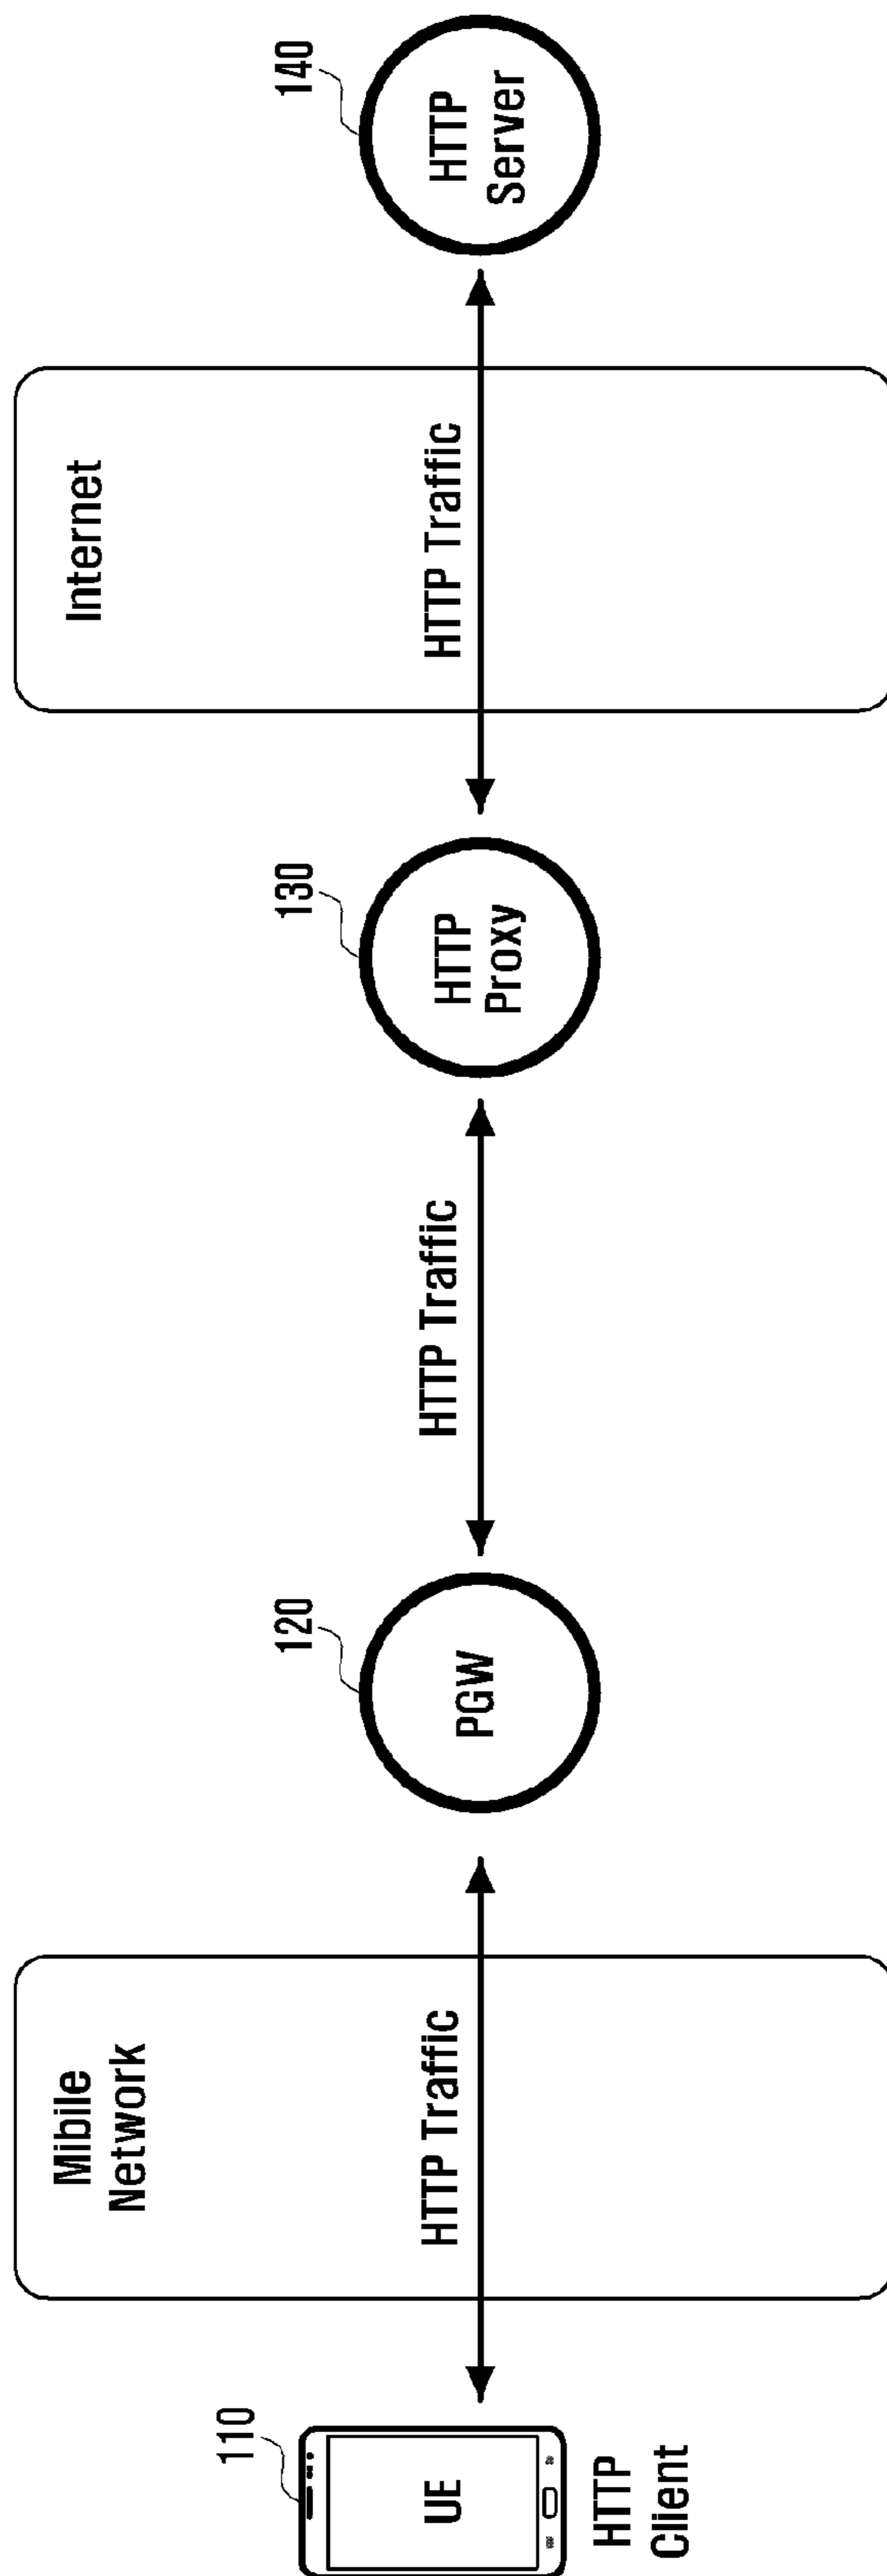 110
UE
HTTP
Client
Mibile
Network
HTTP Traffic
120
PGW
HTTP Traffic
130
HTTP
Proxy
Internet
HTTP Traffic
140
HTTP
Server